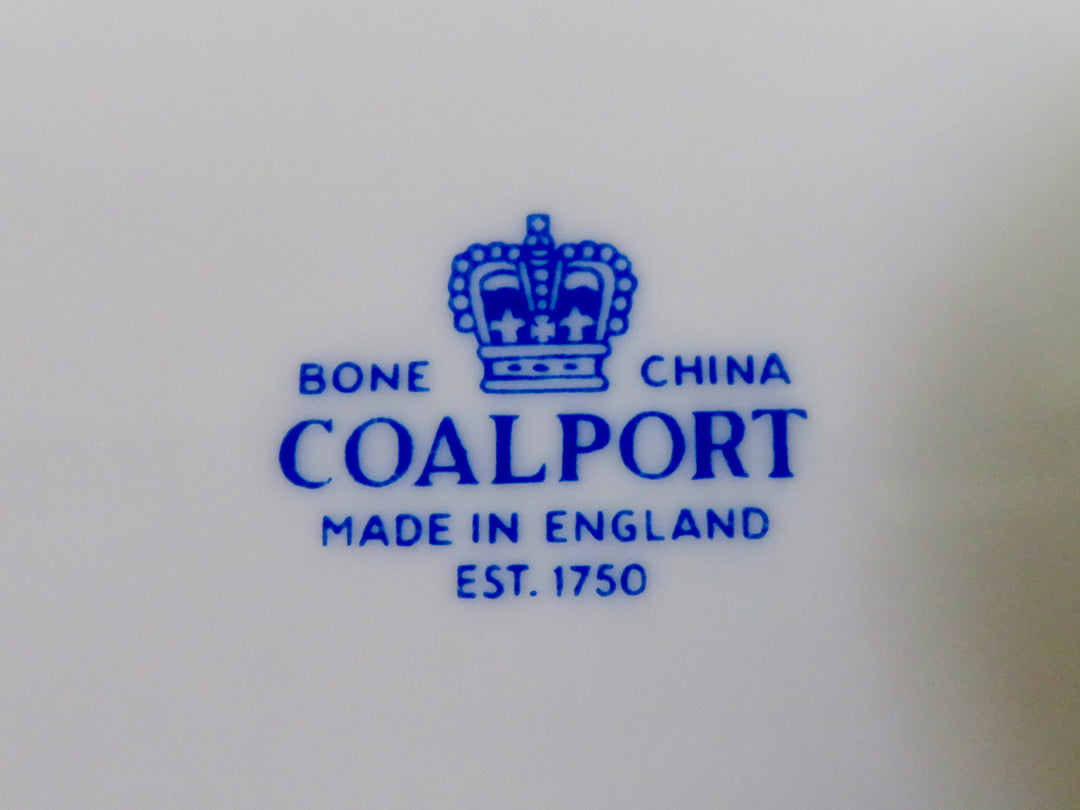 BONE CHINA
COALPORT
MADE IN ENGLAND
EST. 1750